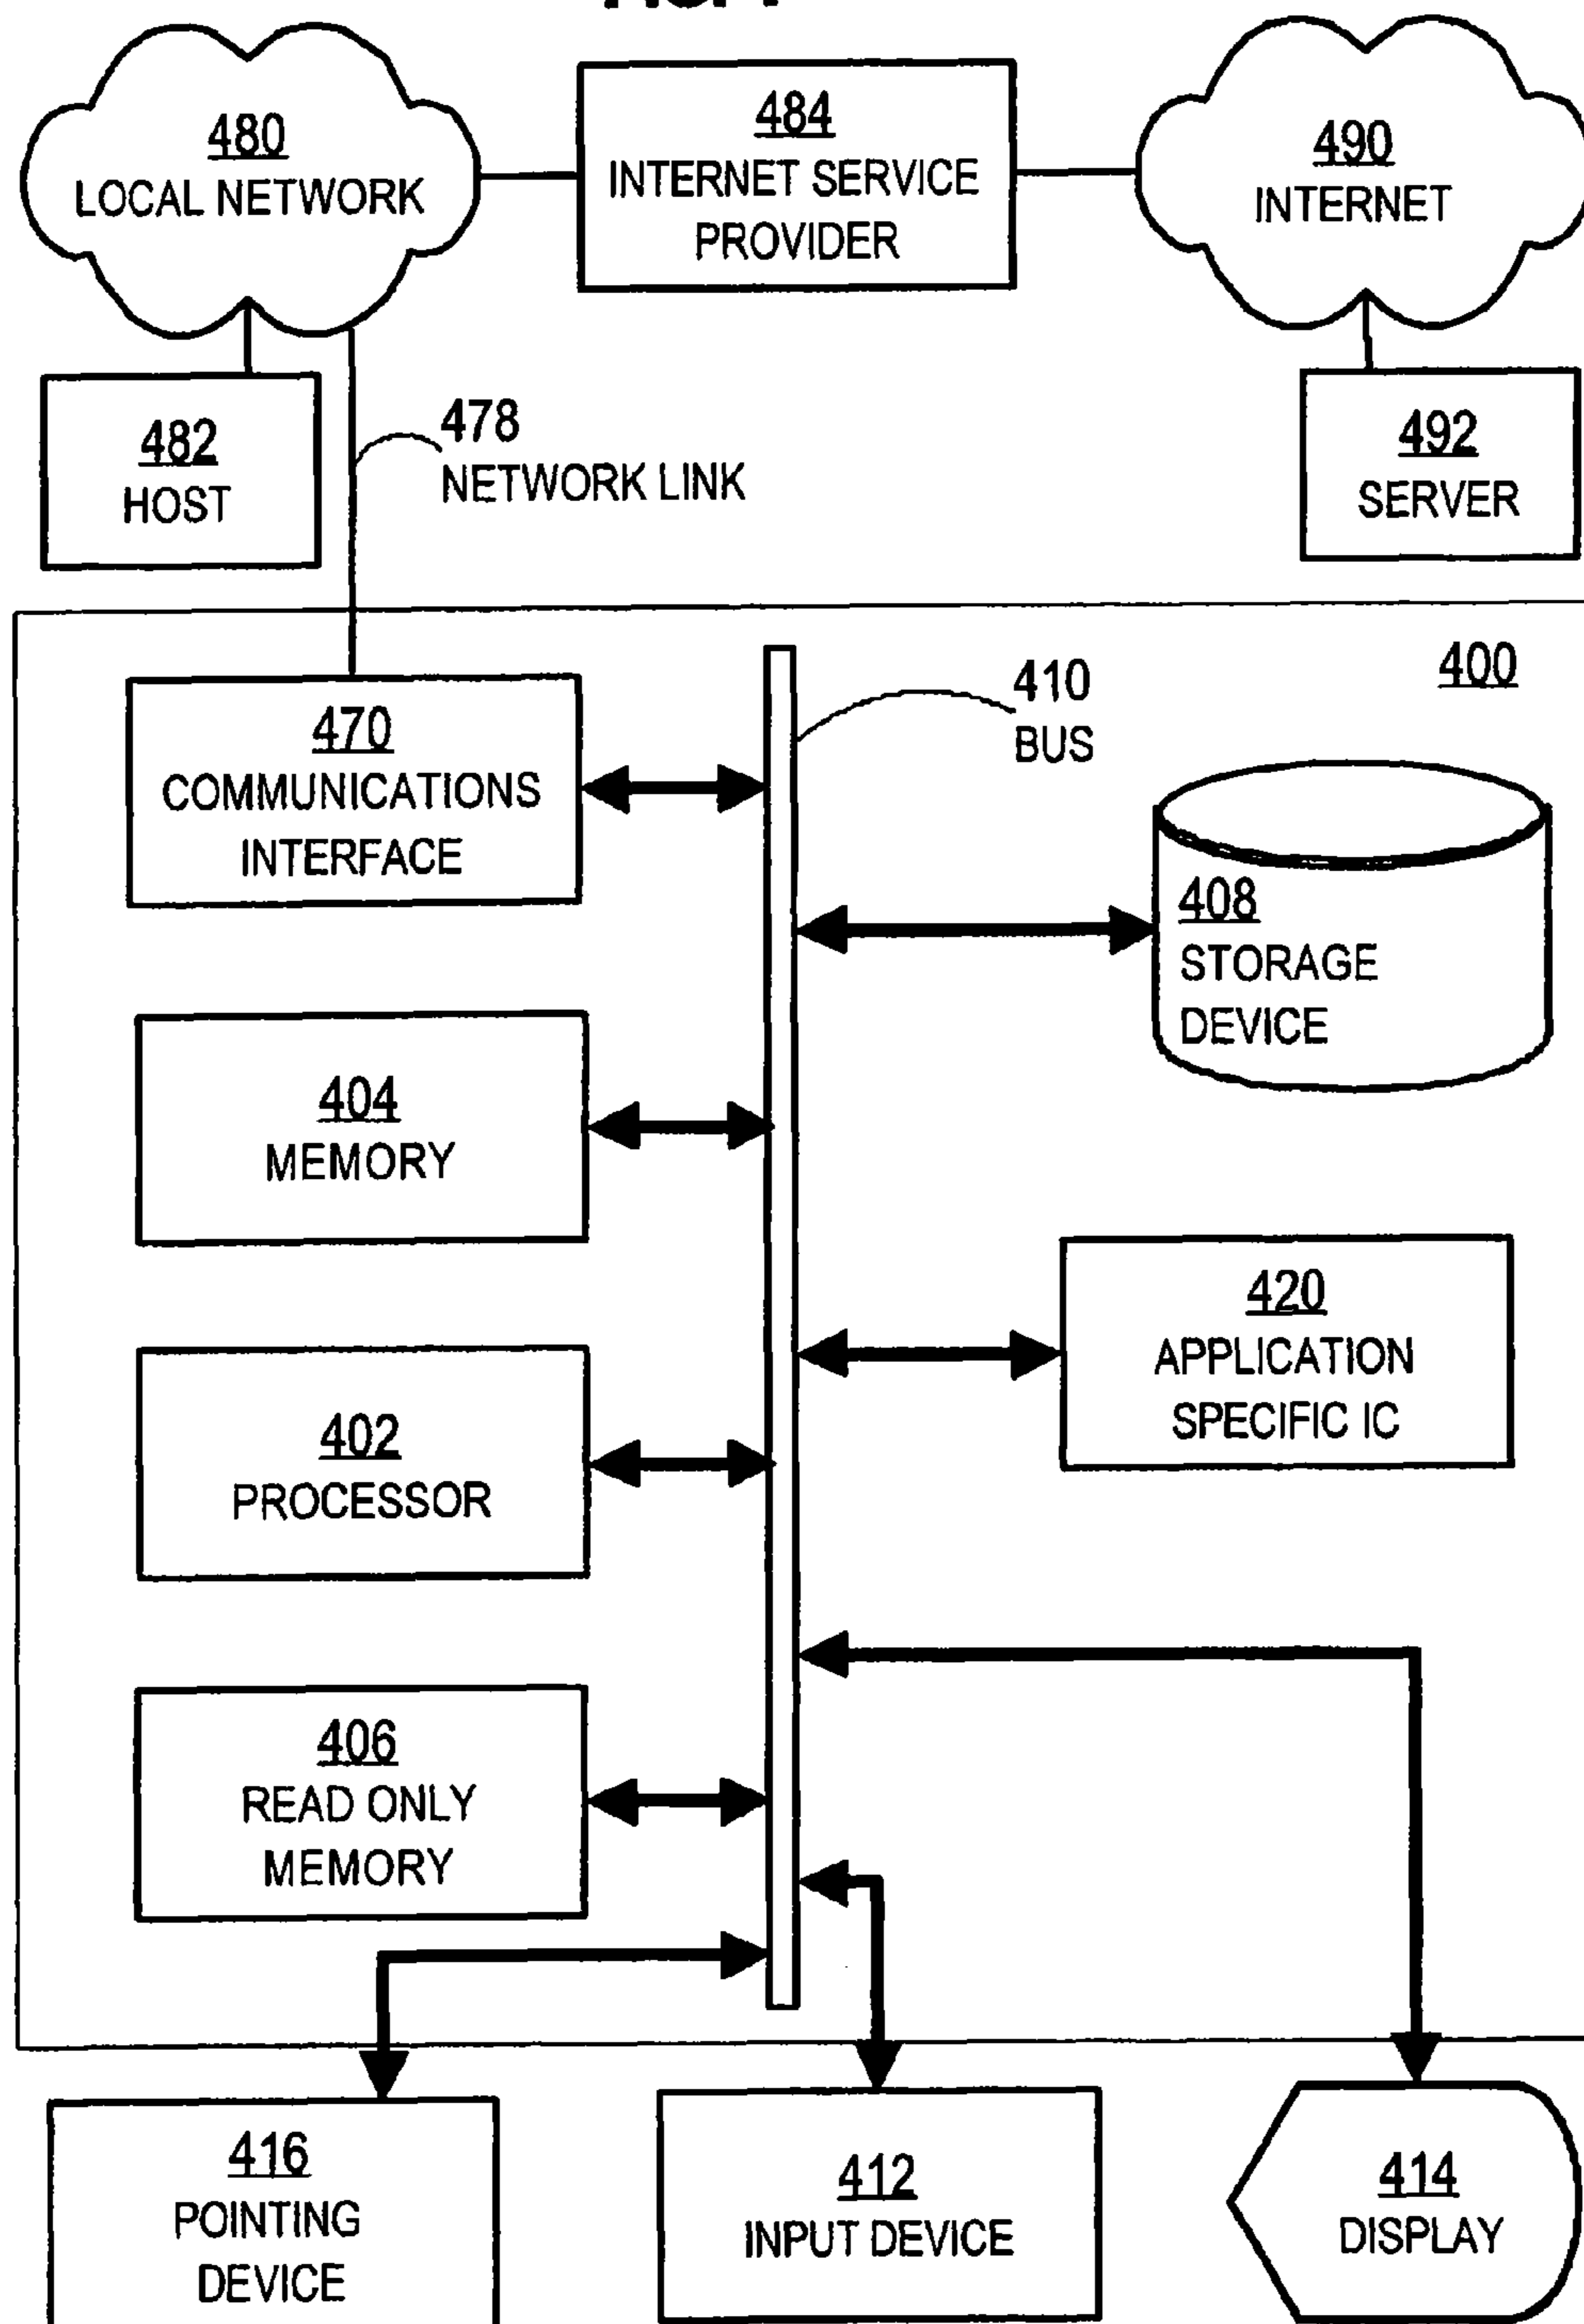 480
LOCAL NETWORK
484
INTERNET SERVICE
PROVIDER
490
INTERNET
482
HOST
478
NETWORK LINK
492
SERVER
400
470
COMMUNICATIONS
INTERFACE
410
BUS
408
STORAGE
DEVICE
404
MEMORY
420
APPLICATION
SPECIFIC IC
402
PROCESSOR
406
READ ONLY
MEMORY
416
POINTING
DEVICE
412
INPUT DEVICE
414
DISPLAY